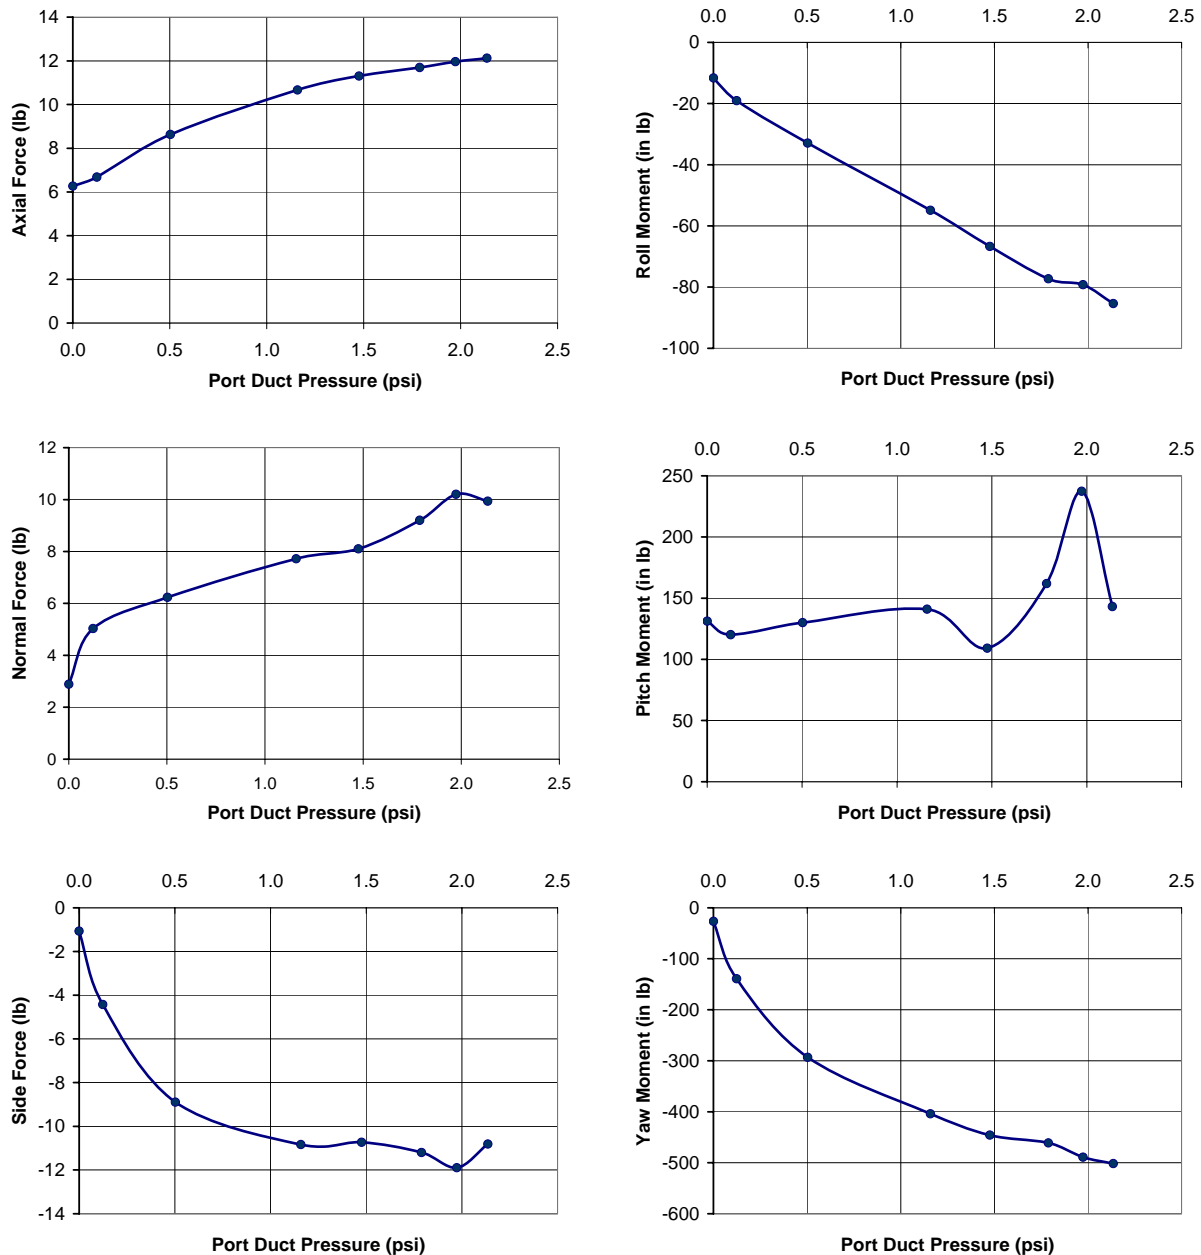 14
12
10
8
6
4
2
0
0.0 0.5 1.0 1.5 2.0 2.5
Axial Force (lb)
Port Duct Pressure (psi)
0.0 0.5 1.0 1.5 2.0 2.5
0
-20
-40
-60
-80
-100
Roll Moment (in lb)
Port Duct Pressure (psi)
12
10
8
6
4
2
0
0.0 0.5 1.0 1.5 2.0 2.5
Normal Force (lb)
Port Duct Pressure (psi)
0.0 0.5 1.0 1.5 2.0 2.5
250
200
150
100
50
0
Pitch Moment (in lb)
Port Duct Pressure (psi)
0.0 0.5 1.0 1.5 2.0 2.5
0
-2
-4
-6
-8
-10
-12
-14
Side Force (lb)
Port Duct Pressure (psi)
0.0 0.5 1.0 1.5 2.0 2.5
0
-100
-200
-300
-400
-500
-600
Yaw Moment (in lb)
Port Duct Pressure (psi)